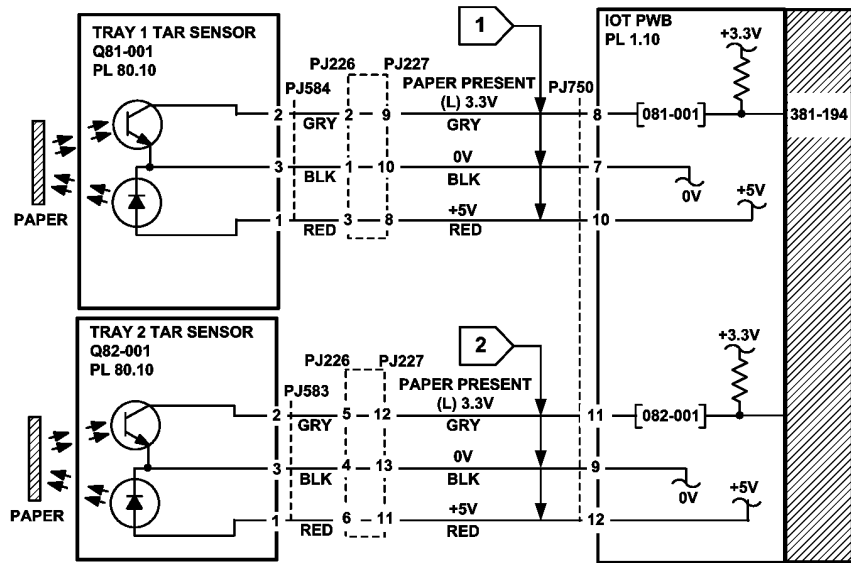 TRAY 1 TAR SENSOR
Q81-001
PL 80.10
PJ584
PJ226
PJ227
1
PAPER PRESENT
(L) 3.3V
PJ750
IOT PWB
PL 1.10
+3.3V
2
GRY
2
9
GRY
8
[081-001]
381-194
3
BLK
1
10
0V
BLK
7
0V
+5V
PAPER
1
RED
3
8
+5V
RED
10
TRAY 2 TAR SENSOR
Q82-001
PL 80.10
PJ583
PJ226
PJ227
2
PAPER PRESENT
(L) 3.3V
+3.3V
2
GRY
5
12
GRY
11
[082-001]
3
BLK
4
13
0V
BLK
9
0V
+5V
PAPER
1
RED
6
11
+5V
RED
12